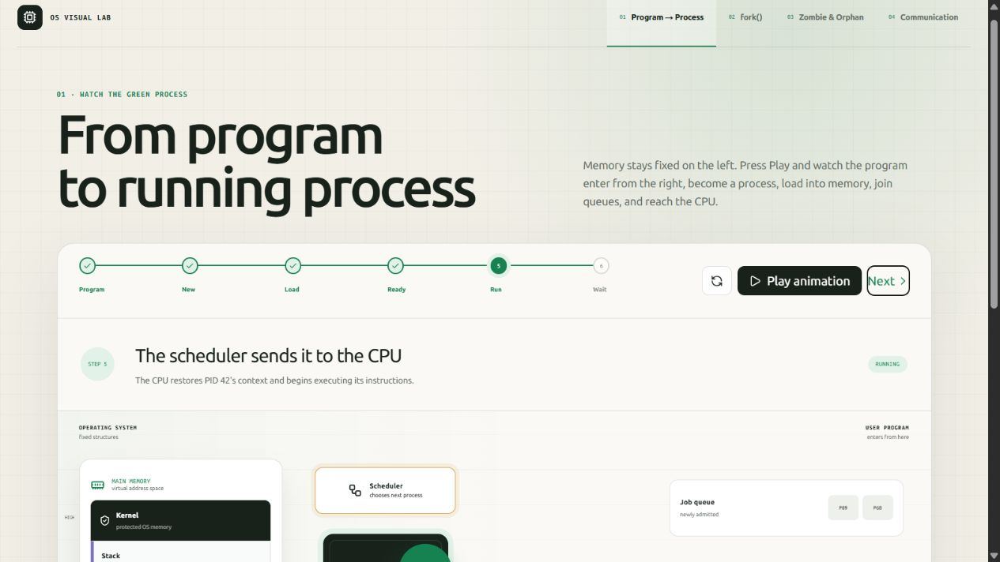 OS VISUAL LAB
01 Program → Process
02 fork()
03 Zombie & Orphan
04 Communication
01 · WATCH THE GREEN PROCESS
From program
to running process
Memory stays fixed on the left. Press Play and watch the program
enter from the right, become a process, load into memory, join
queues, and reach the CPU.
Program
New
Load
Ready
5
Run
6
Wait
Play animation
Next
STEP 5
The scheduler sends it to the CPU
The CPU restores PID 42's context and begins executing its instructions.
RUNNING
OPERATING SYSTEM
fixed structures
USER PROGRAM
enters from here
MAIN MEMORY
virtual address space
HIGH
Kernel
protected OS memory
Stack
Scheduler
chooses next process
Job queue
newly admitted
P09
P68